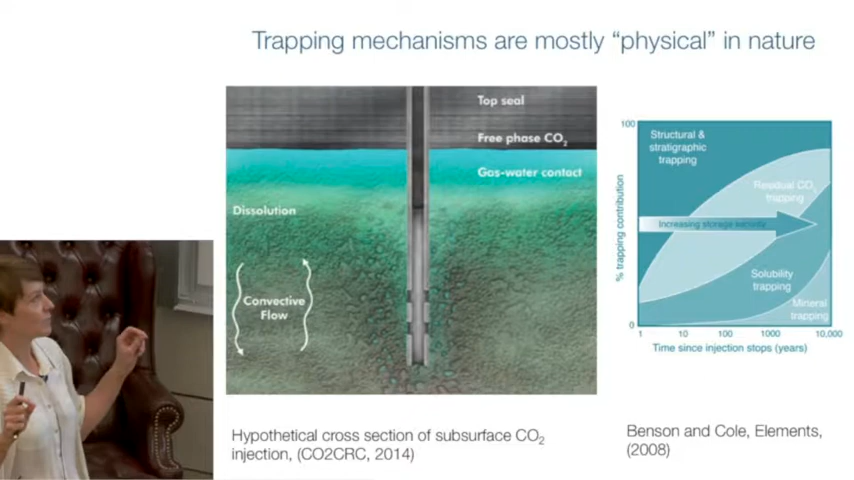 Trapping mechanisms are mostly “physical” in nature
Top seal
Free phase CO₂
Gas-water contact
Dissolution
Convective
Flow
Hypothetical cross section of subsurface CO₂
injection, (CO2CRC, 2014)
100
Structural &
stratigraphic
trapping
Residual CO₂
trapping
Increasing storage security
Solubility
trapping
Mineral
trapping
% trapping contribution
0
1 10 100 1000 10,000
Time since injection stops (years)
Benson and Cole, Elements,
(2008)